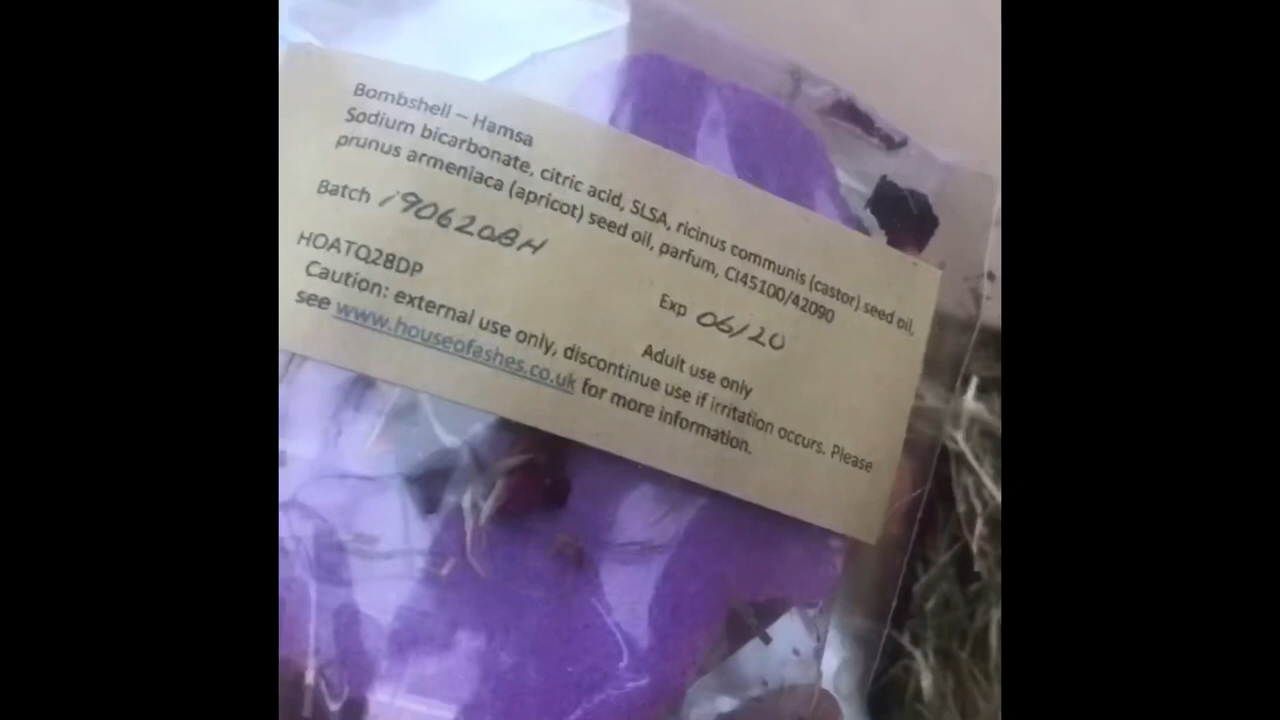 Bombshell – Hamsa
Sodium bicarbonate, citric acid, SLSA, ricinus communis (castor) seed oil,
prunus armeniaca (apricot) seed oil, parfum, CI45100/42090
Batch 190620BH
Exp 06/20
HOATQ28DP
Adult use only
Caution: external use only, discontinue use if irritation occurs. Please
see www.houseofashes.co.uk for more information.